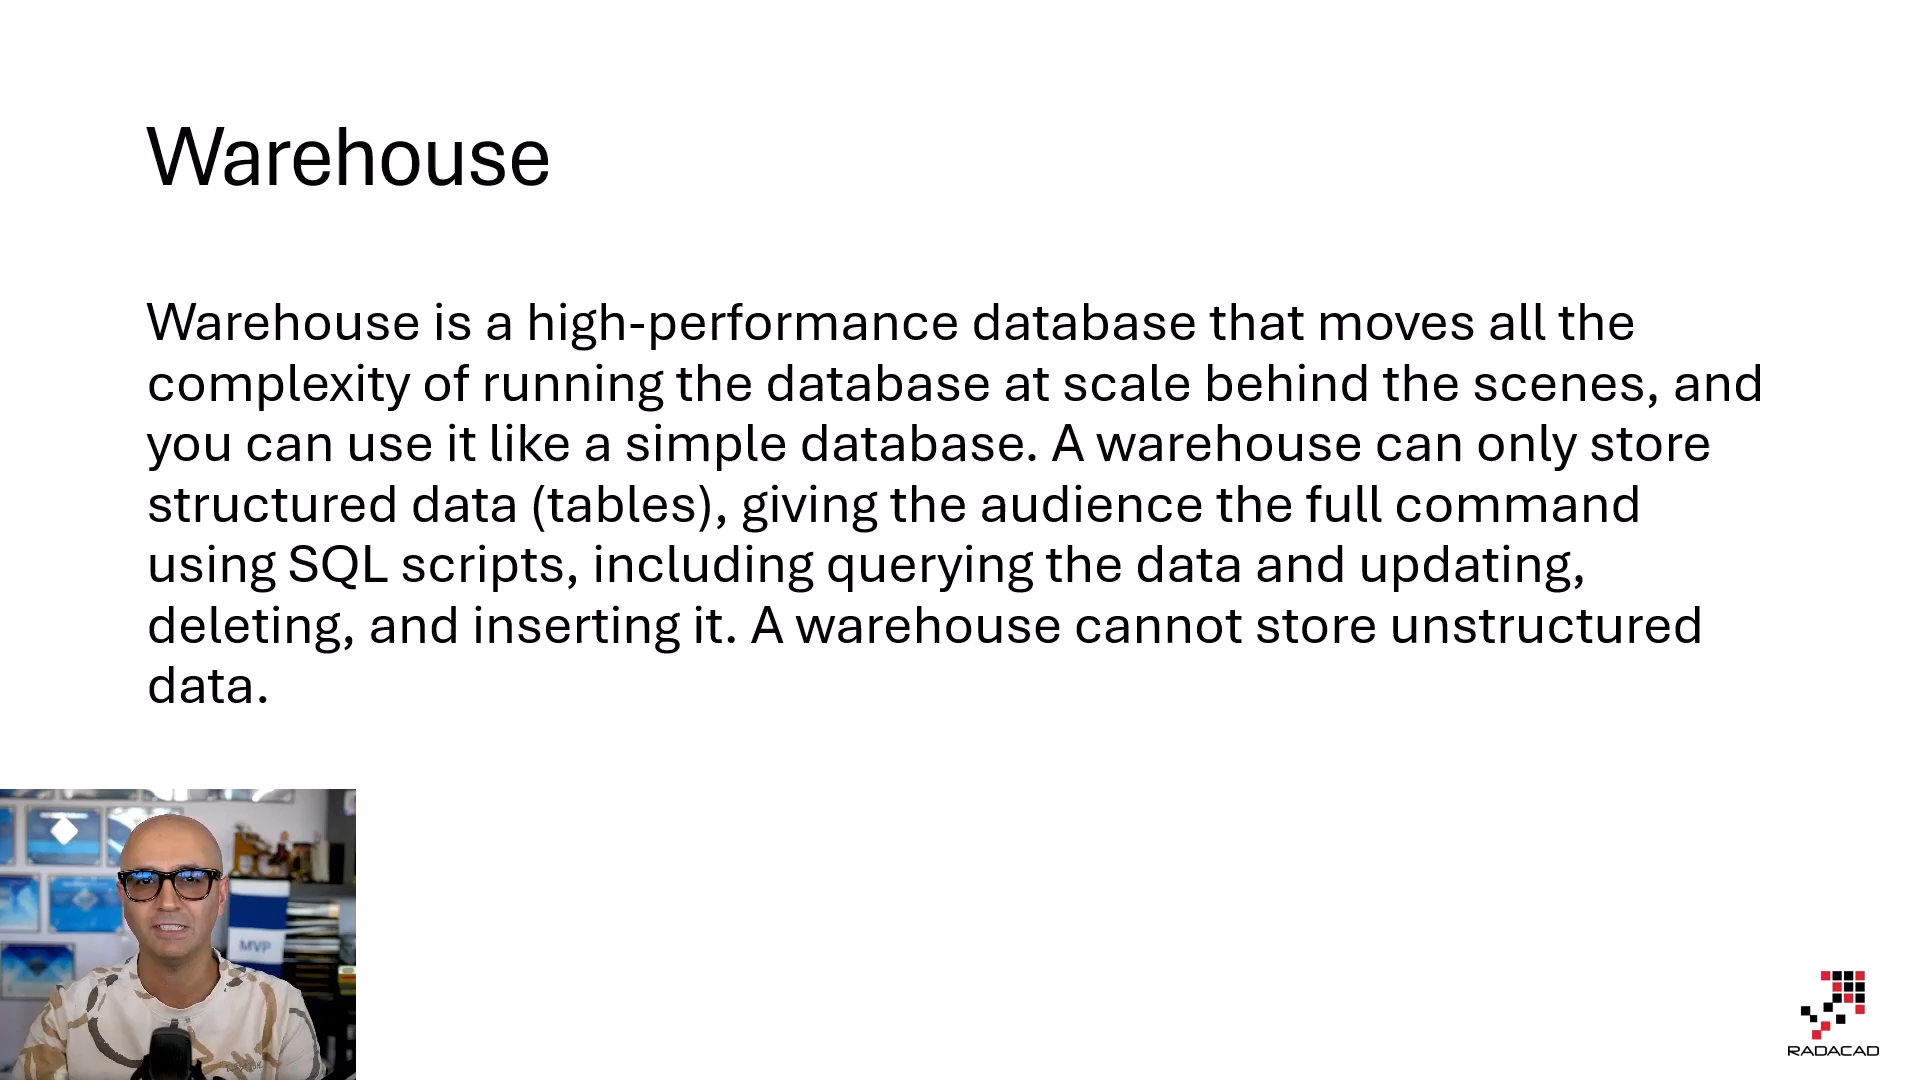 Warehouse
Warehouse is a high-performance database that moves all the
complexity of running the database at scale behind the scenes, and
you can use it like a simple database. A warehouse can only store
structured data (tables), giving the audience the full command
using SQL scripts, including querying the data and updating,
deleting, and inserting it. A warehouse cannot store unstructured
data.
MVP
RADACAD